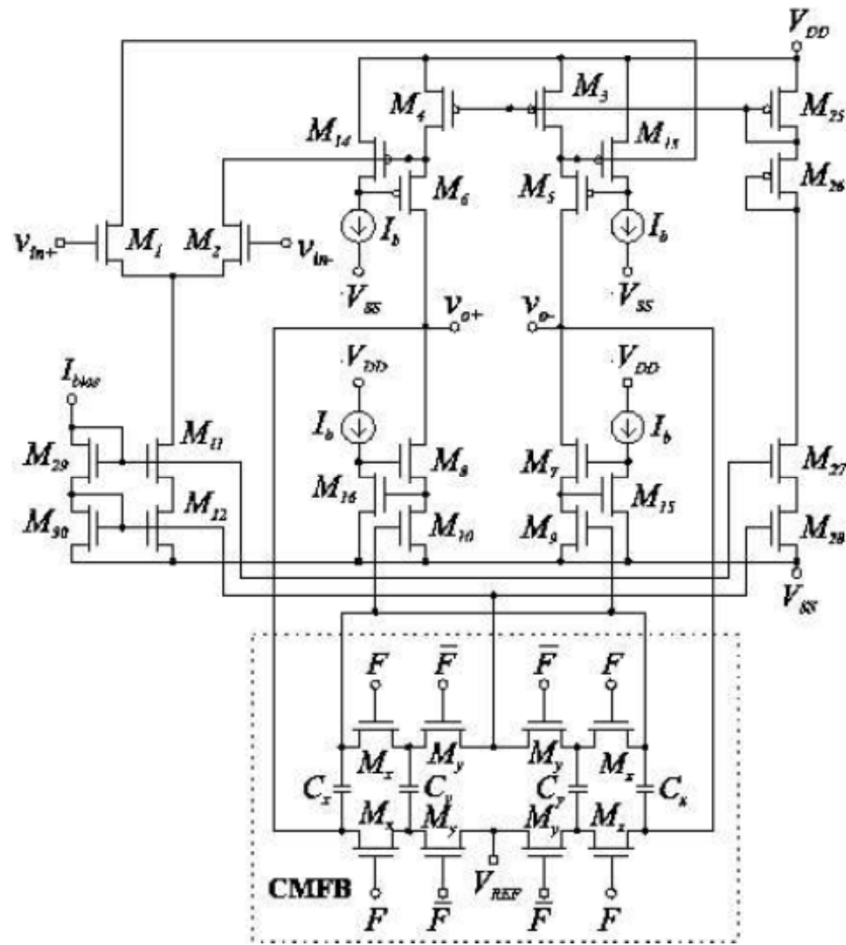 V_DD
M_4
M_3
M_25
M_14
M_13
M_26
M_6
M_5
v_in+
M_1
M_2
v_in-
I_b
I_b
V_SS
V_SS
v_o+
v_o-
V_DD
V_DD
I_bias
I_b
I_b
M_29
M_11
M_8
M_7
M_27
M_30
M_12
M_16
M_10
M_9
M_15
M_28
V_SS
F
F̅
F̅
F
M_x
M_y
M_y
M_x
C_x
C_y
C_y
C_x
M_x
M_y
M_y
M_x
CMFB
V_REF
F
F̅
F̅
F